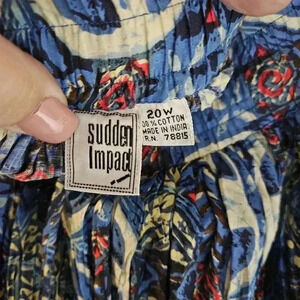 sudden
Impact
20W
100% COTTON
MADE IN INDIA
R.N. 78815